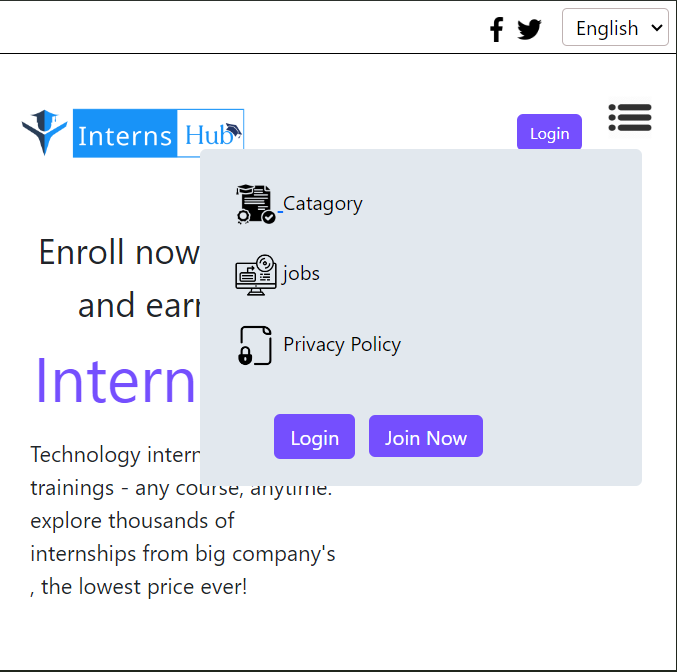 English
Interns Hub
Login
Catagory
jobs
Privacy Policy
Login Join Now
Enroll now
and earn
Intern
Technology intern
trainings - any course, anytime.
explore thousands of
internships from big company's
, the lowest price ever!